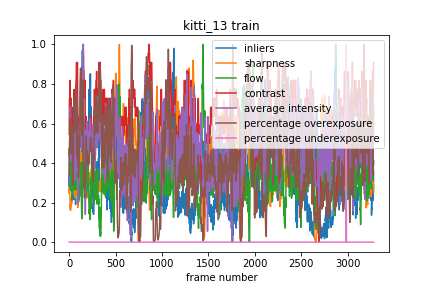 kitti_13 train
1.0
0.8
0.6
0.4
0.2
0.0
inliers
sharpness
flow
contrast
average intensity
percentage overexposure
percentage underexposure
0 500 1000 1500 2000 2500 3000
frame number